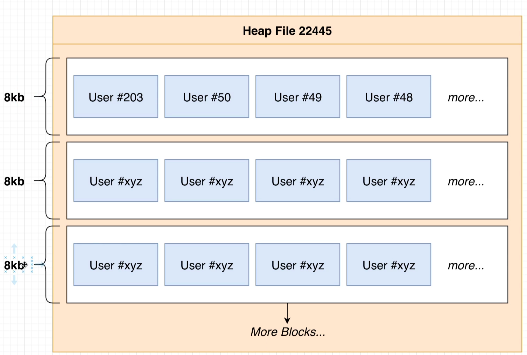 Heap File 22445
8kb
User #203
User #50
User #49
User #48
more...
8kb
User #xyz
User #xyz
User #xyz
User #xyz
more...
8kb
User #xyz
User #xyz
User #xyz
User #xyz
more...
More Blocks...